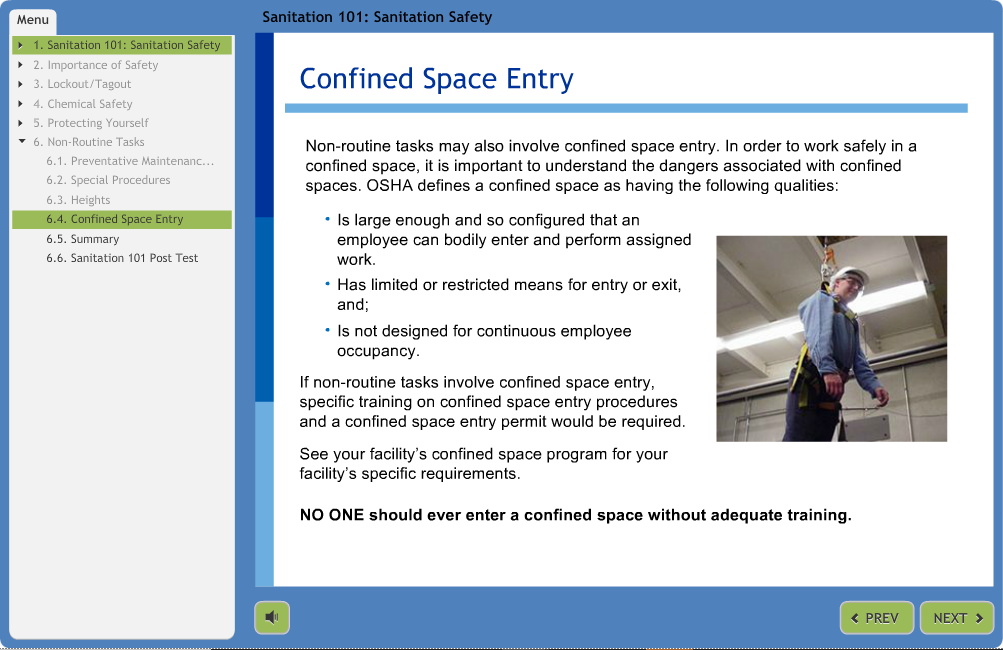 Menu
1. Sanitation 101: Sanitation Safety
2. Importance of Safety
3. Lockout/Tagout
4. Chemical Safety
5. Protecting Yourself
6. Non-Routine Tasks
6.1. Preventative Maintenanc...
6.2. Special Procedures
6.3. Heights
6.4. Confined Space Entry
6.5. Summary
6.6. Sanitation 101 Post Test
Sanitation 101: Sanitation Safety
Confined Space Entry
Non-routine tasks may also involve confined space entry. In order to work safely in a
confined space, it is important to understand the dangers associated with confined
spaces. OSHA defines a confined space as having the following qualities:
• Is large enough and so configured that an
employee can bodily enter and perform assigned
work.
• Has limited or restricted means for entry or exit,
and;
• Is not designed for continuous employee
occupancy.
If non-routine tasks involve confined space entry,
specific training on confined space entry procedures
and a confined space entry permit would be required.
See your facility’s confined space program for your
facility’s specific requirements.
NO ONE should ever enter a confined space without adequate training.
PREV
NEXT